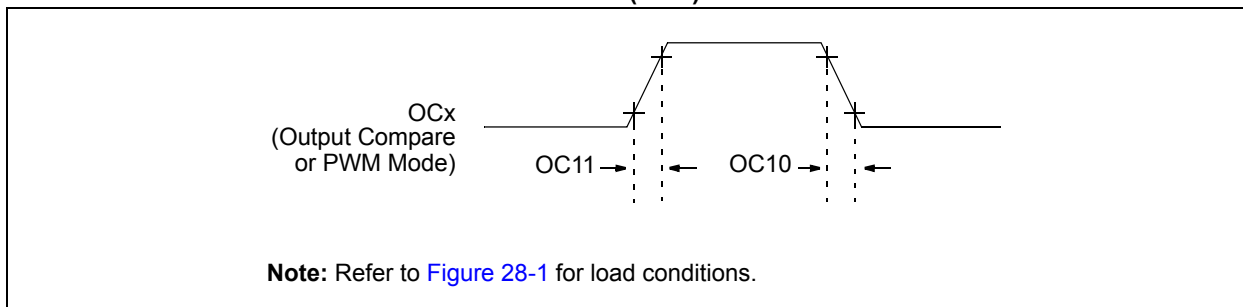 OCx
(Output Compare
or PWM Mode)
OC11
OC10
Note: Refer to Figure 28-1 for load conditions.